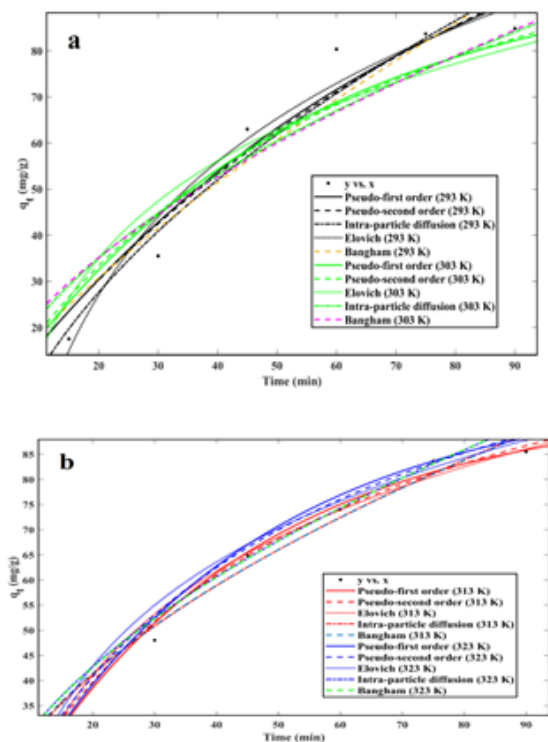 a
80
70
60
50
40
30
20
qt (mg/g)
y vs. x
Pseudo-first order (293 K)
Pseudo-second order (293 K)
Intra-particle diffusion (293 K)
Elovich (293 K)
Bangham (293 K)
Pseudo-first order (303 K)
Pseudo-second order (303 K)
Elovich (303 K)
Intra-particle diffusion (303 K)
Bangham (303 K)
20 30 40 50 60 70 80 90
Time (min)
b
85
80
75
70
65
60
55
50
45
40
35
qt (mg/g)
y vs. x
Pseudo-first order (313 K)
Pseudo-second order (313 K)
Elovich (313 K)
Intra-particle diffusion (313 K)
Bangham (313 K)
Pseudo-first order (323 K)
Pseudo-second order (323 K)
Elovich (323 K)
Intra-particle diffusion (323 K)
Bangham (323 K)
20 30 40 50 60 70 80 90
Time (min)